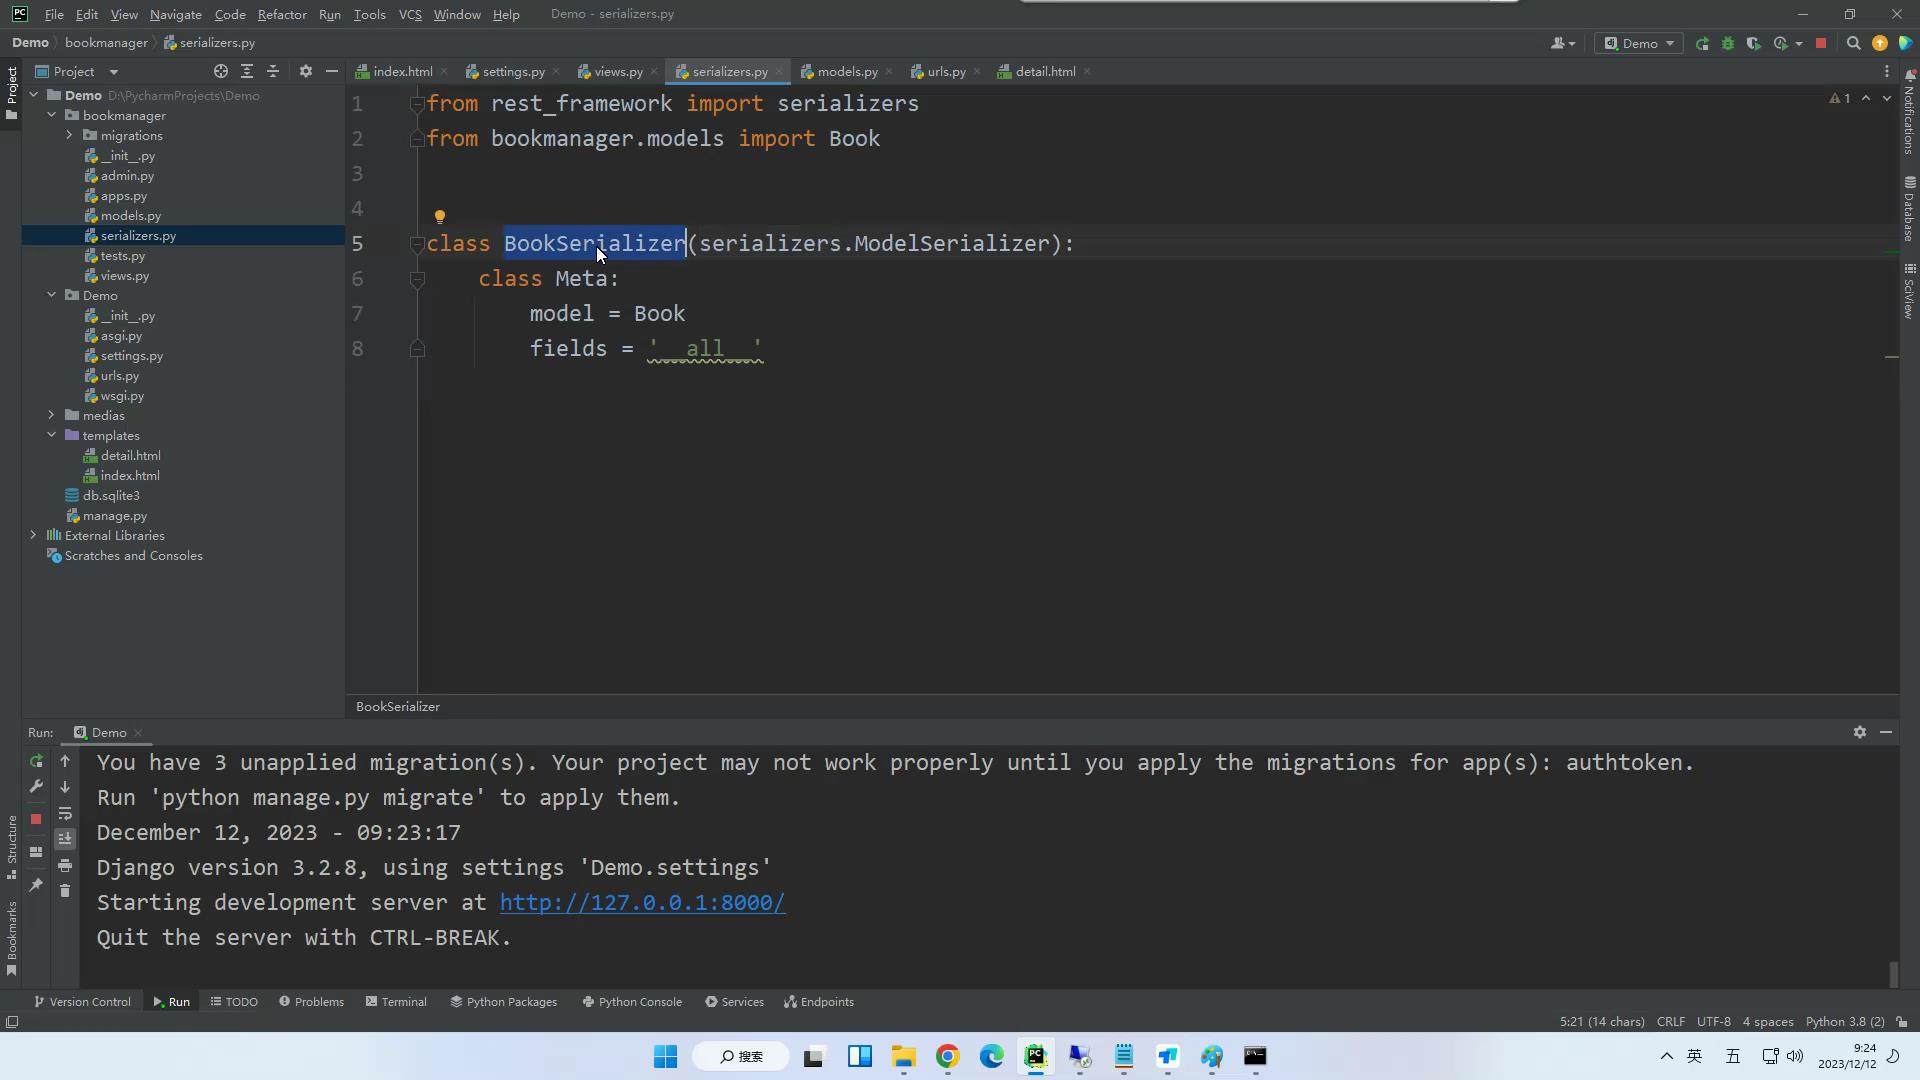 File Edit View Navigate Code Refactor Run Tools VCS Window Help Demo - serializers.py
Demo bookmanager serializers.py Demo
Project index.html settings.py views.py serializers.py models.py urls.py detail.html
Project
Notifications
Database
SciView
Demo D:\PycharmProjects\Demo
bookmanager
migrations
__init__.py
admin.py
apps.py
models.py
serializers.py
tests.py
views.py
Demo
__init__.py
asgi.py
settings.py
urls.py
wsgi.py
medias
templates
detail.html
index.html
db.sqlite3
manage.py
External Libraries
Scratches and Consoles
1 from rest_framework import serializers
1
2 from bookmanager.models import Book
3
4
5 class BookSerializer(serializers.ModelSerializer):
6 class Meta:
7 model = Book
8 fields = '__all__'
BookSerializer
Run: Demo
You have 3 unapplied migration(s). Your project may not work properly until you apply the migrations for app(s): authtoken.
Run 'python manage.py migrate' to apply them.
December 12, 2023 - 09:23:17
Django version 3.2.8, using settings 'Demo.settings'
Starting development server at http://127.0.0.1:8000/
Quit the server with CTRL-BREAK.
Structure
Bookmarks
Version Control Run TODO Problems Terminal Python Packages Python Console Services Endpoints
5:21 (14 chars) CRLF UTF-8 4 spaces Python 3.8 (2)
搜索 英 五 9:24
2023/12/12